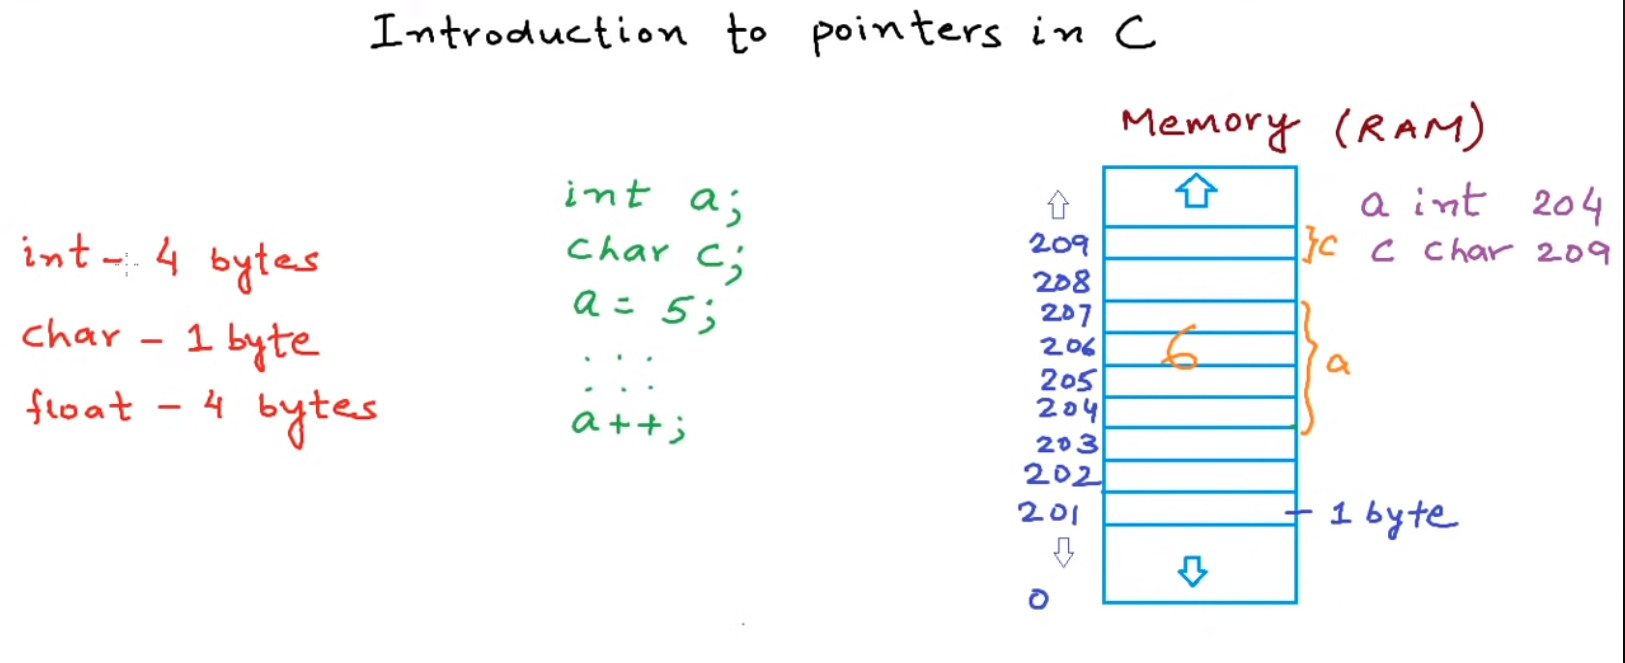 Introduction to pointers in C
int - 4 bytes
char - 1 byte
float - 4 bytes
int a;
char c;
a = 5;
. . .
. . .
a++;
Memory (RAM)
209
208
207
206
205
204
203
202
201
0
6
}c
} a
- 1 byte
a int 204
c char 209